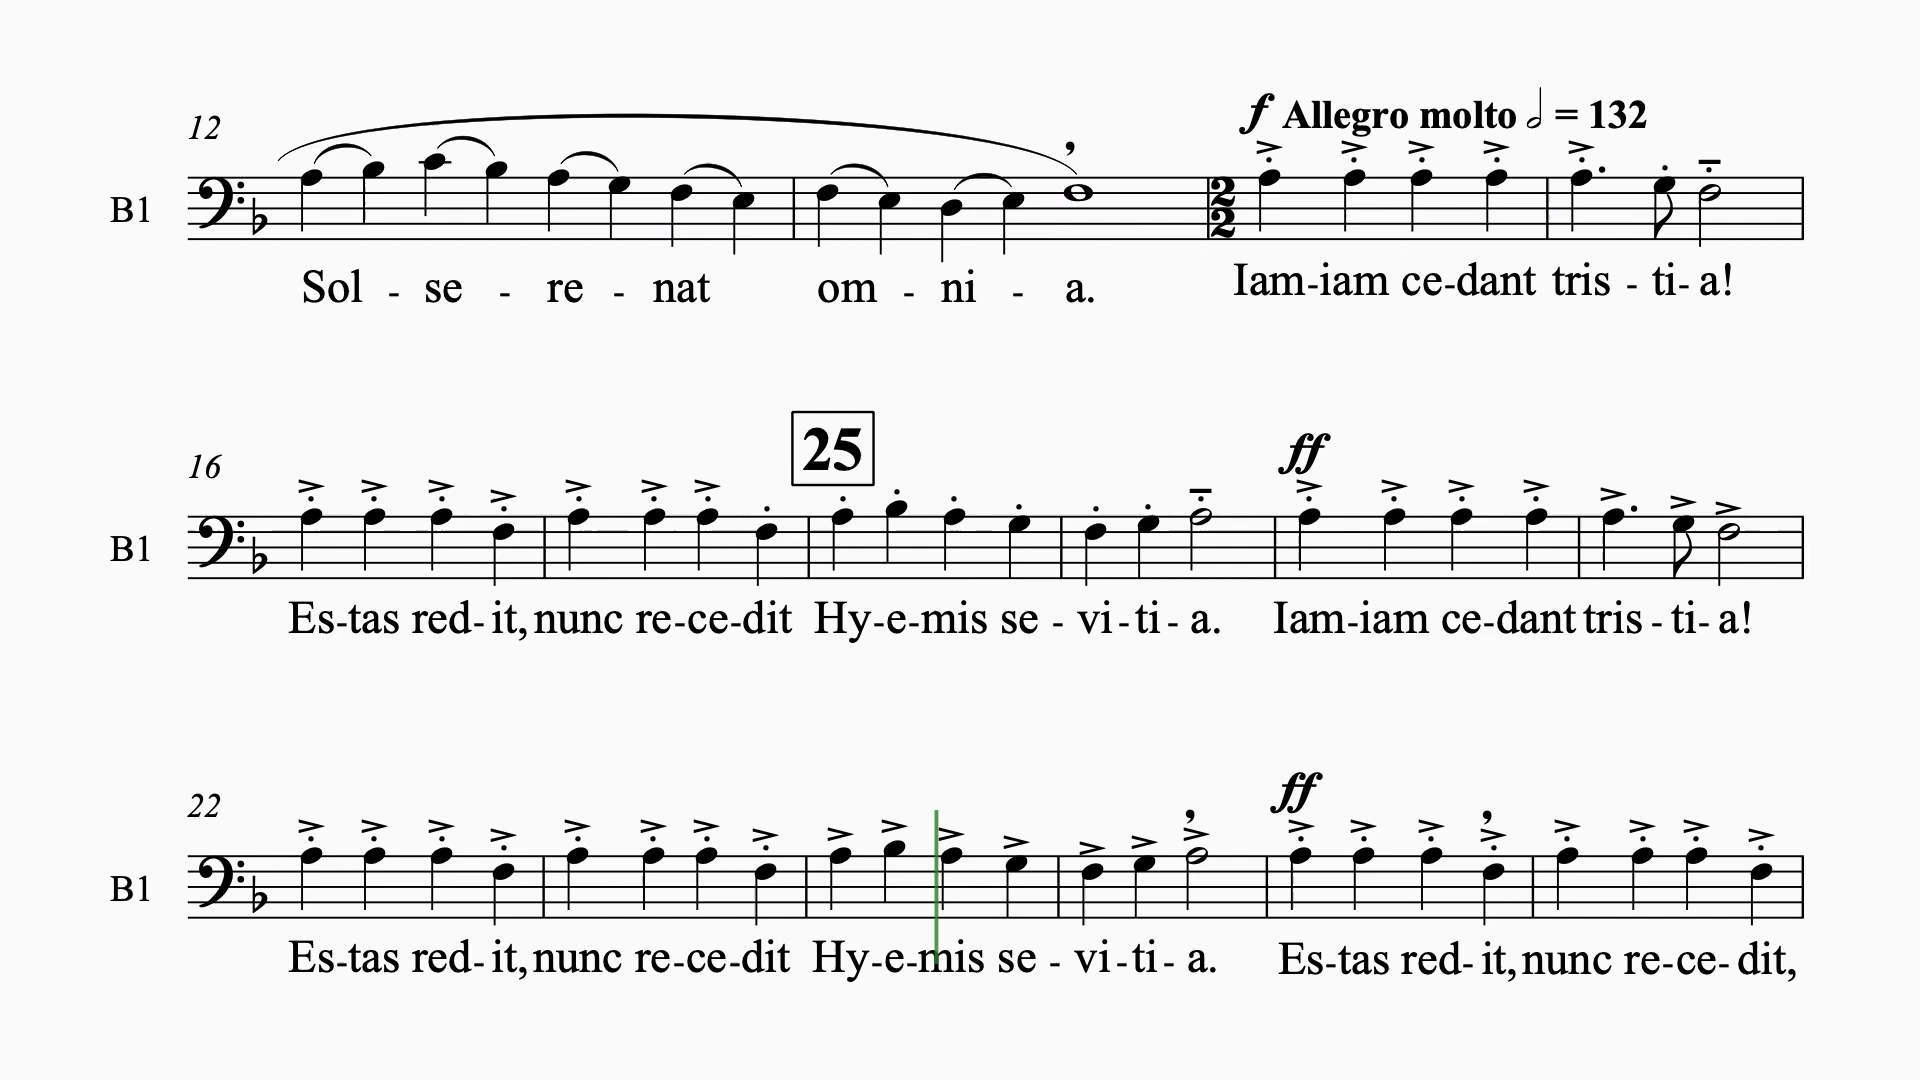 12
f Allegro molto 𝅗𝅥 = 132
B1
2
2
Sol - se - re - nat om - ni - a. Iam-iam ce-dant tris - ti- a!
25
16
ff
B1
Es-tas red- it, nunc re-ce-dit Hy-e-mis se - vi-ti- a. Iam-iam ce-dant tris - ti- a!
22
ff
B1
Es-tas red- it, nunc re-ce-dit Hy-e-mis se - vi-ti- a. Es-tas red- it, nunc re-ce- dit,